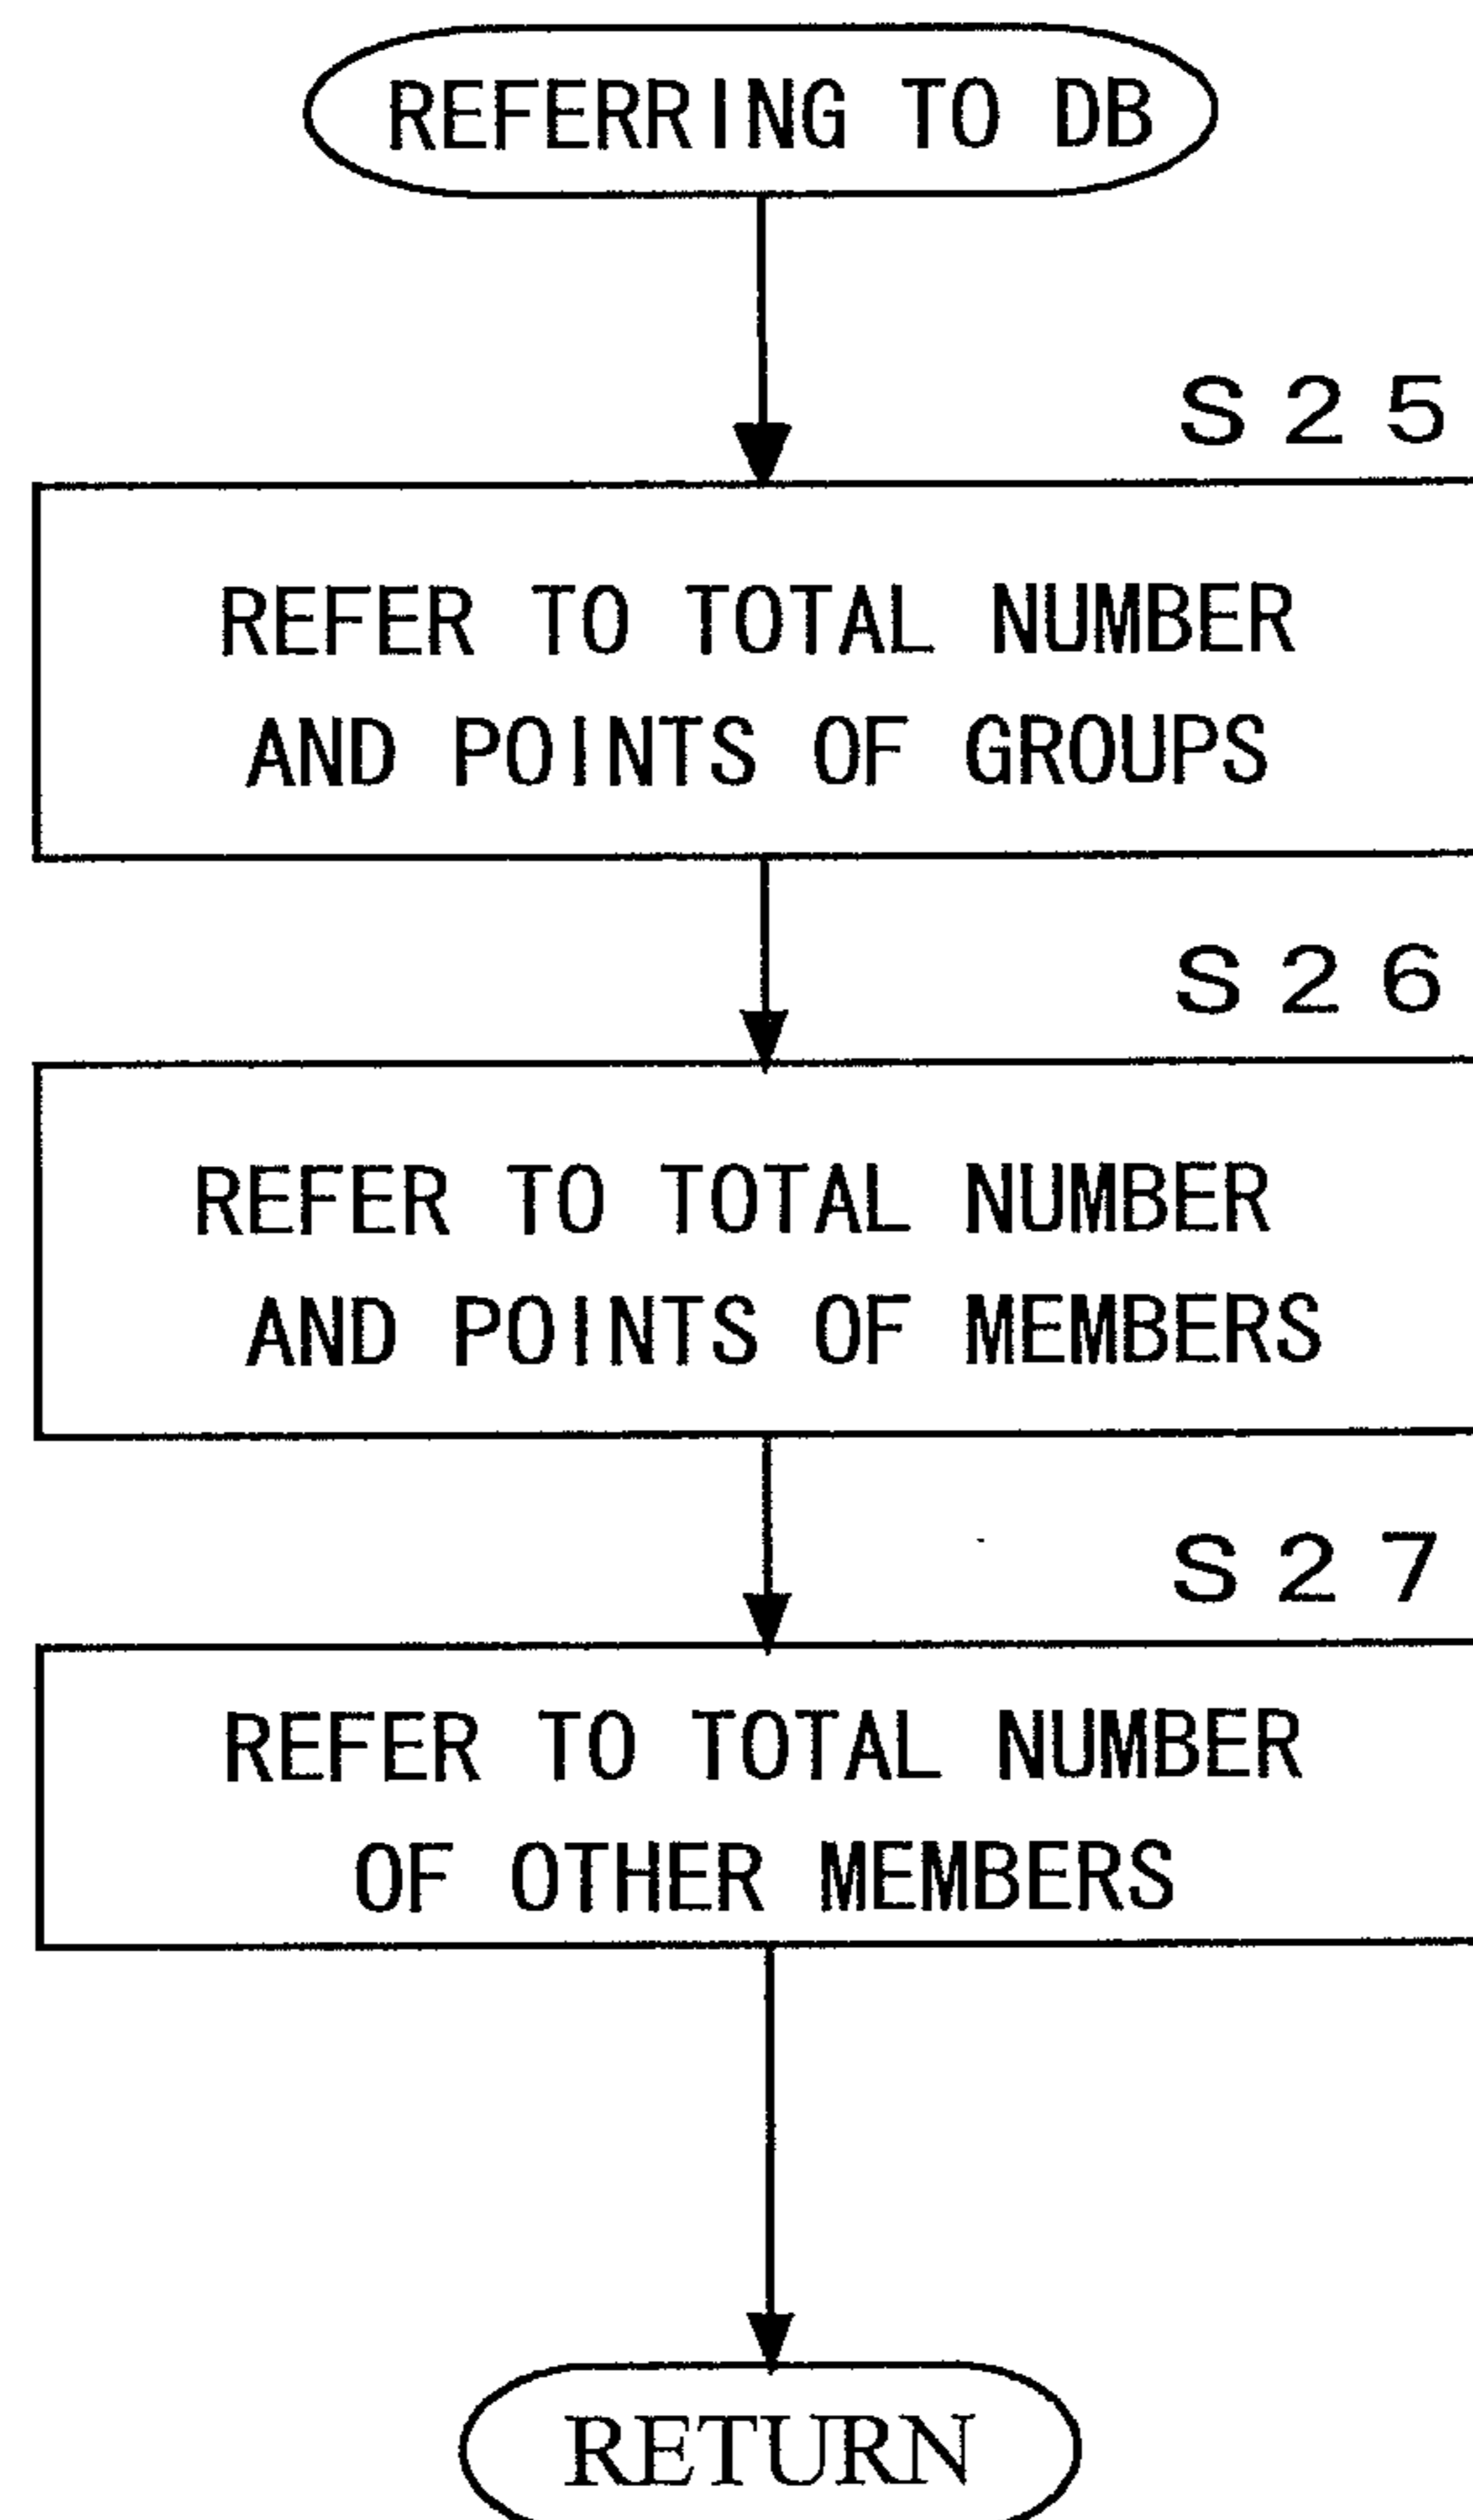 REFERRING TO DB
S25
REFER TO TOTAL NUMBER
AND POINTS OF GROUPS
S26
REFER TO TOTAL NUMBER
AND POINTS OF MEMBERS
S27
REFER TO TOTAL NUMBER
OF OTHER MEMBERS
RETURN